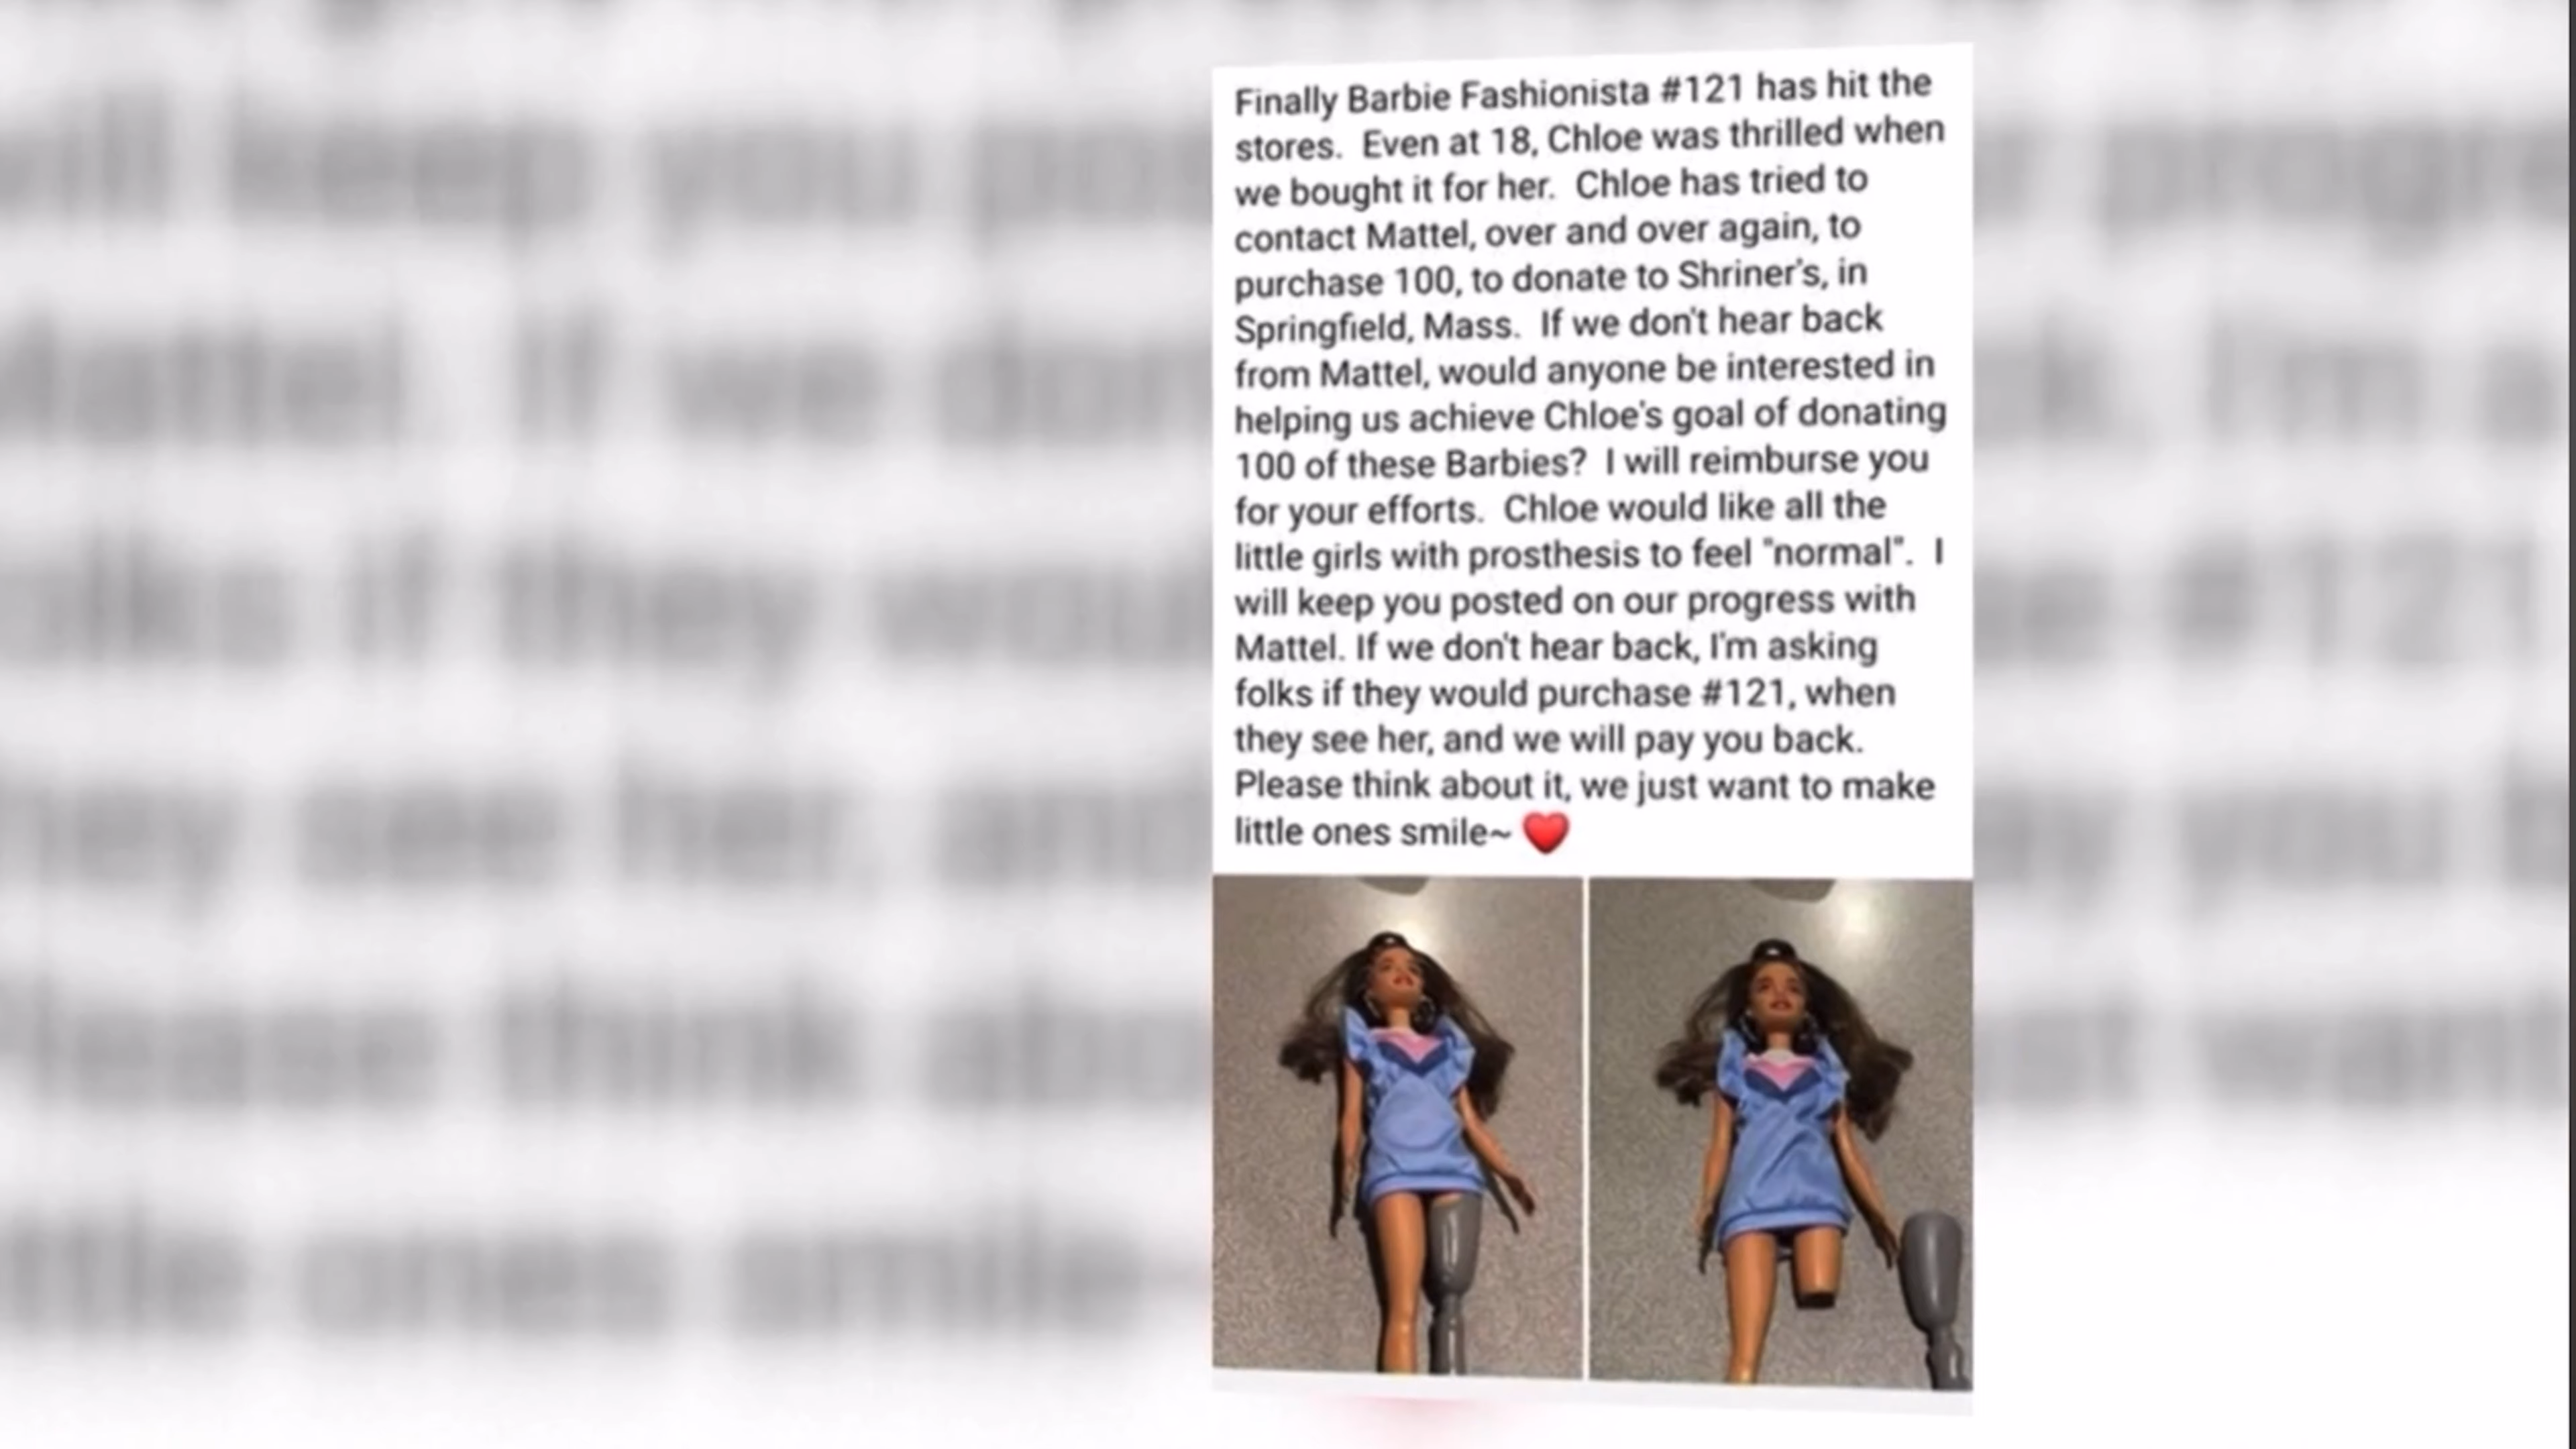 Finally Barbie Fashionista #121 has hit the
stores.  Even at 18, Chloe was thrilled when
we bought it for her.  Chloe has tried to
contact Mattel, over and over again, to
purchase 100, to donate to Shriner's, in
Springfield, Mass.  If we don't hear back
from Mattel, would anyone be interested in
helping us achieve Chloe's goal of donating
100 of these Barbies?  I will reimburse you
for your efforts.  Chloe would like all the
little girls with prosthesis to feel "normal".  I
will keep you posted on our progress with
Mattel. If we don't hear back, I'm asking
folks if they would purchase #121, when
they see her, and we will pay you back.
Please think about it, we just want to make
little ones smile~ ❤️